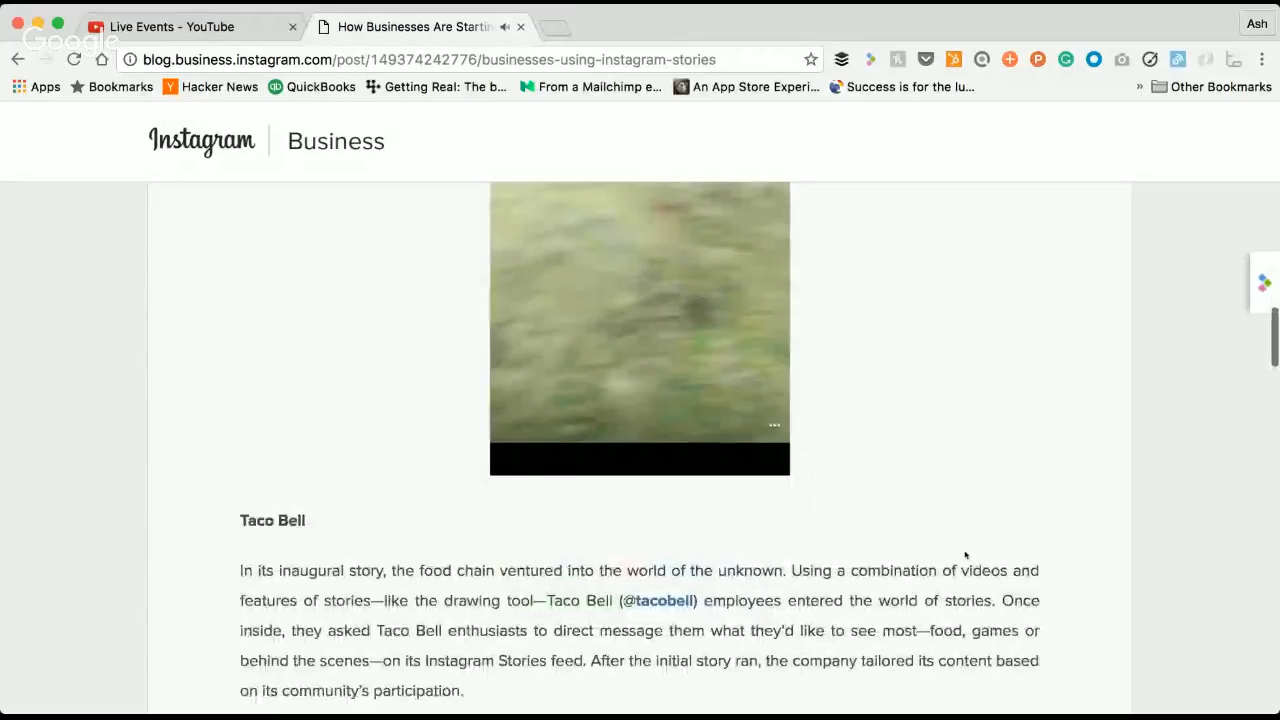 Live Events - YouTube
How Businesses Are Startin
Ash
Google
blog.business.instagram.com/post/149374242776/businesses-using-instagram-stories
Apps
Bookmarks
Hacker News
QuickBooks
Getting Real: The b...
From a Mailchimp e...
An App Store Experi...
Success is for the lu...
»
Other Bookmarks
Instagram | Business
Taco Bell
In its inaugural story, the food chain ventured into the world of the unknown. Using a combination of videos and
features of stories—like the drawing tool—Taco Bell (@tacobell) employees entered the world of stories. Once
inside, they asked Taco Bell enthusiasts to direct message them what they'd like to see most—food, games or
behind the scenes—on its Instagram Stories feed. After the initial story ran, the company tailored its content based
on its community's participation.